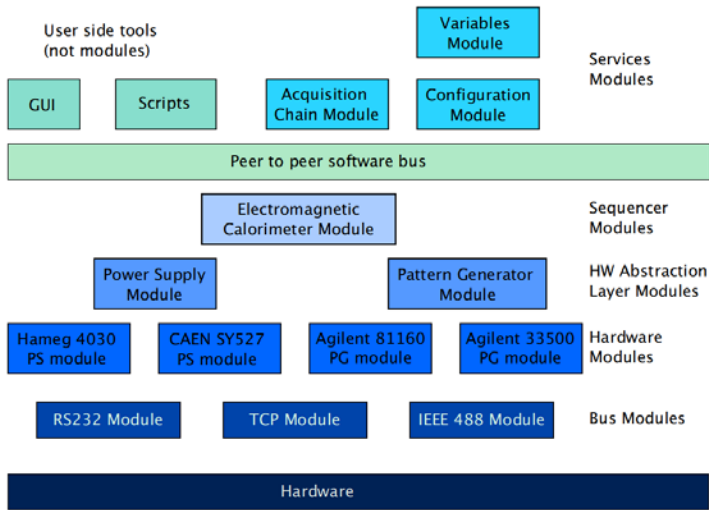 User side tools
(not modules)
Variables
Module
Services
Modules
GUI
Scripts
Acquisition
Chain Module
Configuration
Module
Peer to peer software bus
Electromagnetic
Calorimeter Module
Sequencer
Modules
Power Supply
Module
Pattern Generator
Module
HW Abstraction
Layer Modules
Hameg 4030
PS module
CAEN SY527
PS module
Agilent 81160
PG module
Agilent 33500
PG module
Hardware
Modules
RS232 Module
TCP Module
IEEE 488 Module
Bus Modules
Hardware